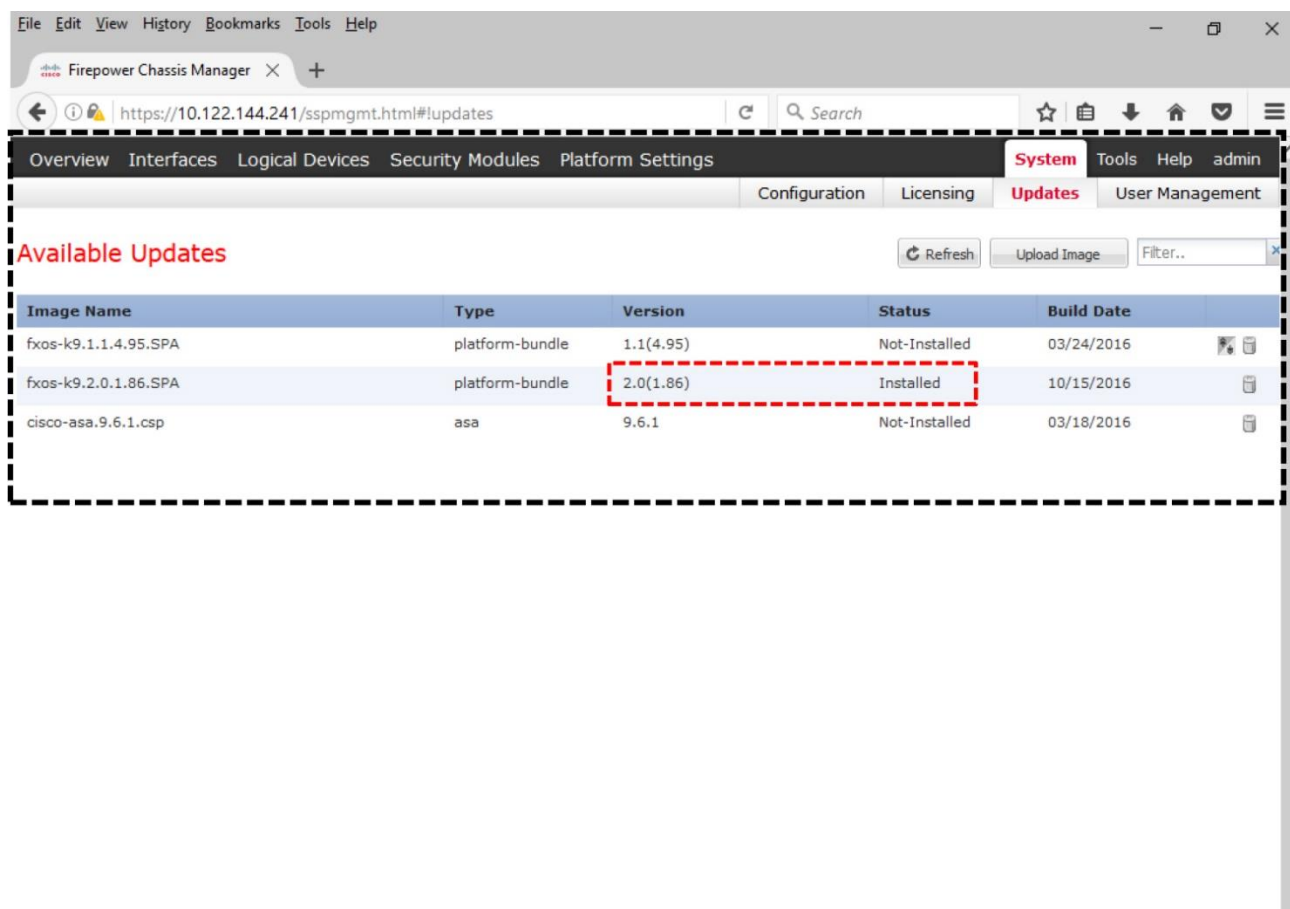 File Edit View History Bookmarks Tools Help
CISCO Firepower Chassis Manager
https://10.122.144.241/sspmgmt.html#!updates Search
Overview Interfaces Logical Devices Security Modules Platform Settings System Tools Help admin
Configuration Licensing Updates User Management
Available Updates Refresh Upload Image Filter..
Image Name Type Version Status Build Date
fxos-k9.1.1.4.95.SPA platform-bundle 1.1(4.95) Not-Installed 03/24/2016
fxos-k9.2.0.1.86.SPA platform-bundle 2.0(1.86) Installed 10/15/2016
cisco-asa.9.6.1.csp asa 9.6.1 Not-Installed 03/18/2016